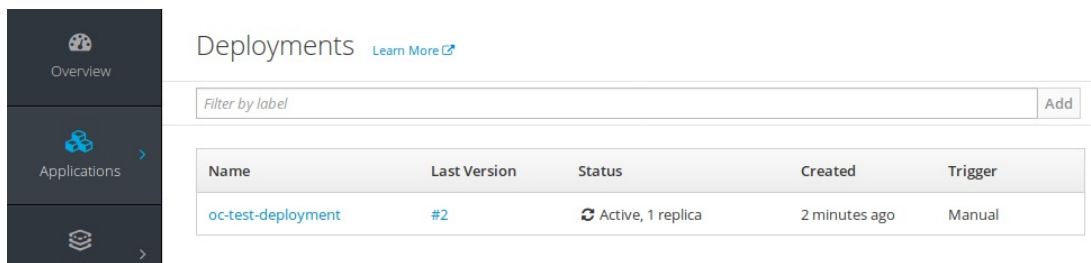 Overview
Applications
Deployments Learn More
Filter by label Add
Name Last Version Status Created Trigger
oc-test-deployment #2 Active, 1 replica 2 minutes ago Manual